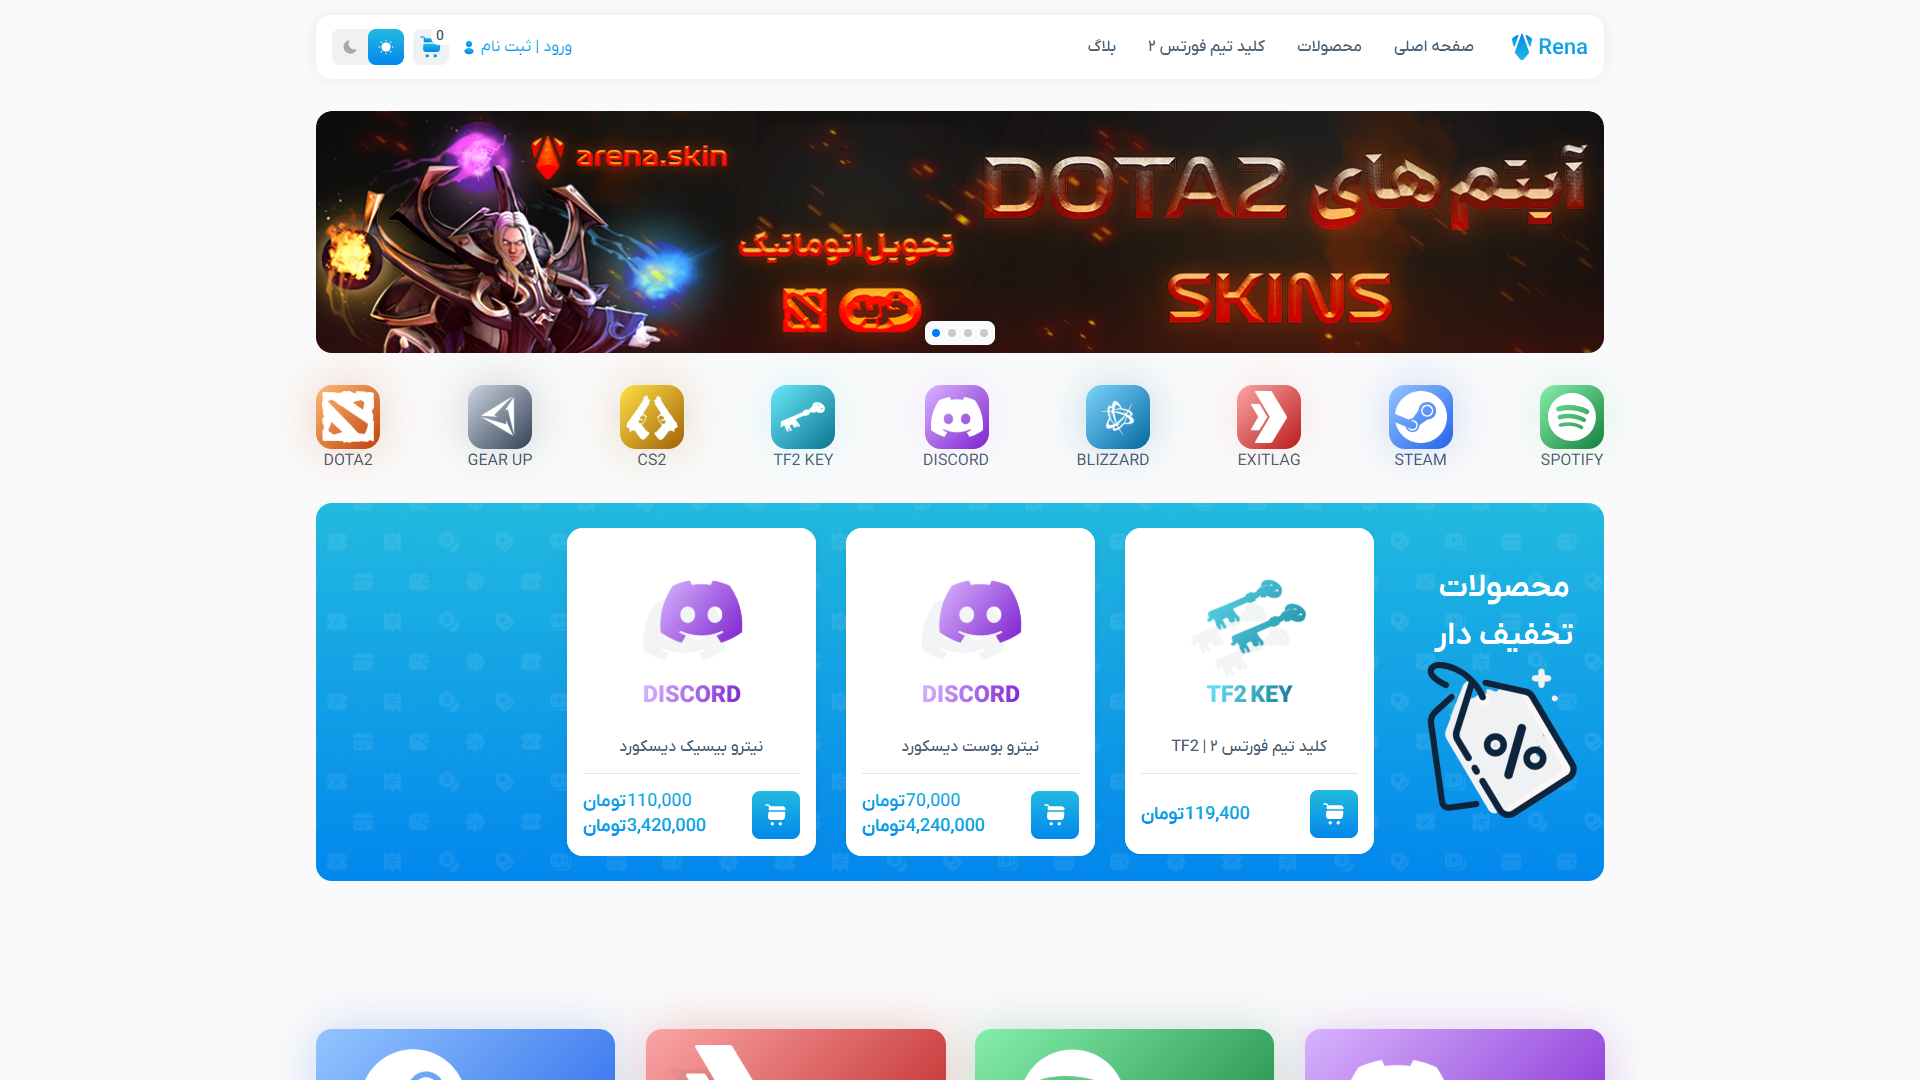 Rena
صفحه اصلی
محصولات
کلید تیم فورتس ۲
بلاگ
ورود | ثبت نام
0
آیتم‌های DOTA2
SKINS
arena.skin
تحویل اتوماتیک
خرید
DOTA2
GEAR UP
CS2
TF2 KEY
DISCORD
BLIZZARD
EXITLAG
STEAM
SPOTIFY
محصولات
تخفیف دار
TF2 KEY
کلید تیم فورتس ۲ | TF2
119,400تومان
DISCORD
نیترو بوست دیسکورد
70,000تومان
4,240,000تومان
DISCORD
نیترو بیسیک دیسکورد
110,000تومان
3,420,000تومان